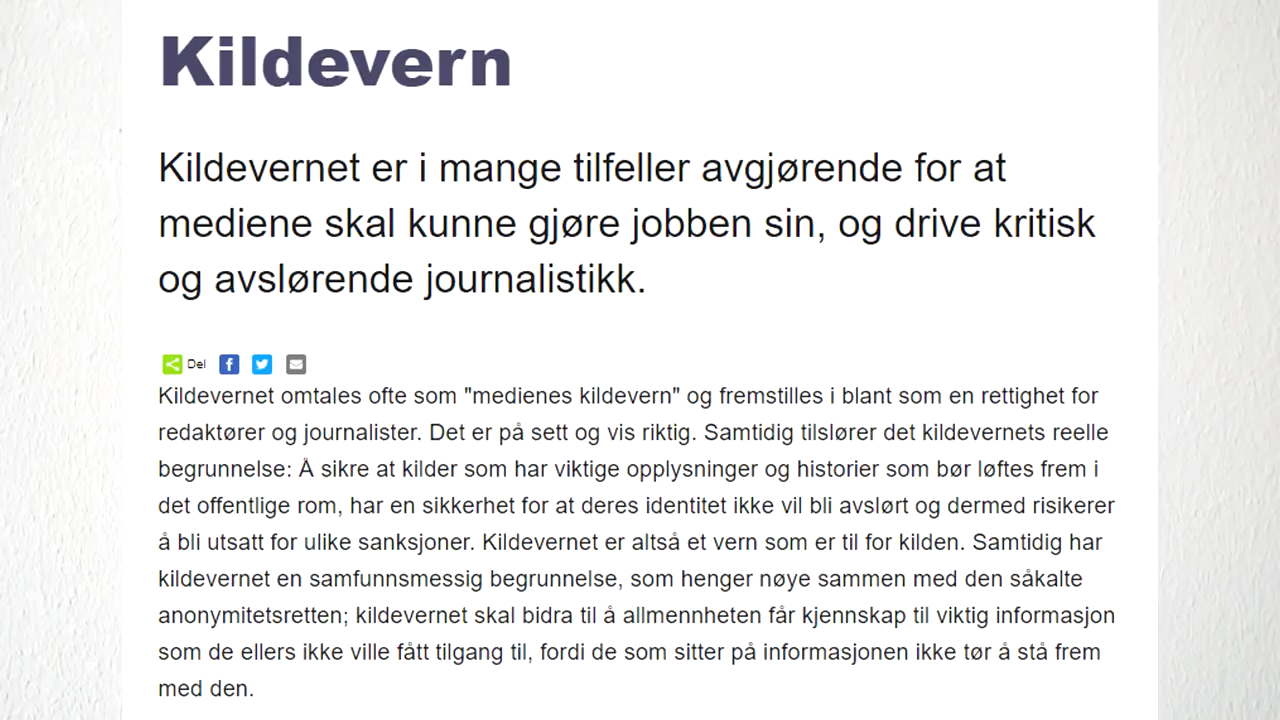 Kildevern
Kildevernet er i mange tilfeller avgjørende for at
mediene skal kunne gjøre jobben sin, og drive kritisk
og avslørende journalistikk.
Del
Kildevernet omtales ofte som "medienes kildevern" og fremstilles i blant som en rettighet for
redaktører og journalister. Det er på sett og vis riktig. Samtidig tilslører det kildevernets reelle
begrunnelse: Å sikre at kilder som har viktige opplysninger og historier som bør løftes frem i
det offentlige rom, har en sikkerhet for at deres identitet ikke vil bli avslørt og dermed risikerer
å bli utsatt for ulike sanksjoner. Kildevernet er altså et vern som er til for kilden. Samtidig har
kildevernet en samfunnsmessig begrunnelse, som henger nøye sammen med den såkalte
anonymitetsretten; kildevernet skal bidra til å allmennheten får kjennskap til viktig informasjon
som de ellers ikke ville fått tilgang til, fordi de som sitter på informasjonen ikke tør å stå frem
med den.